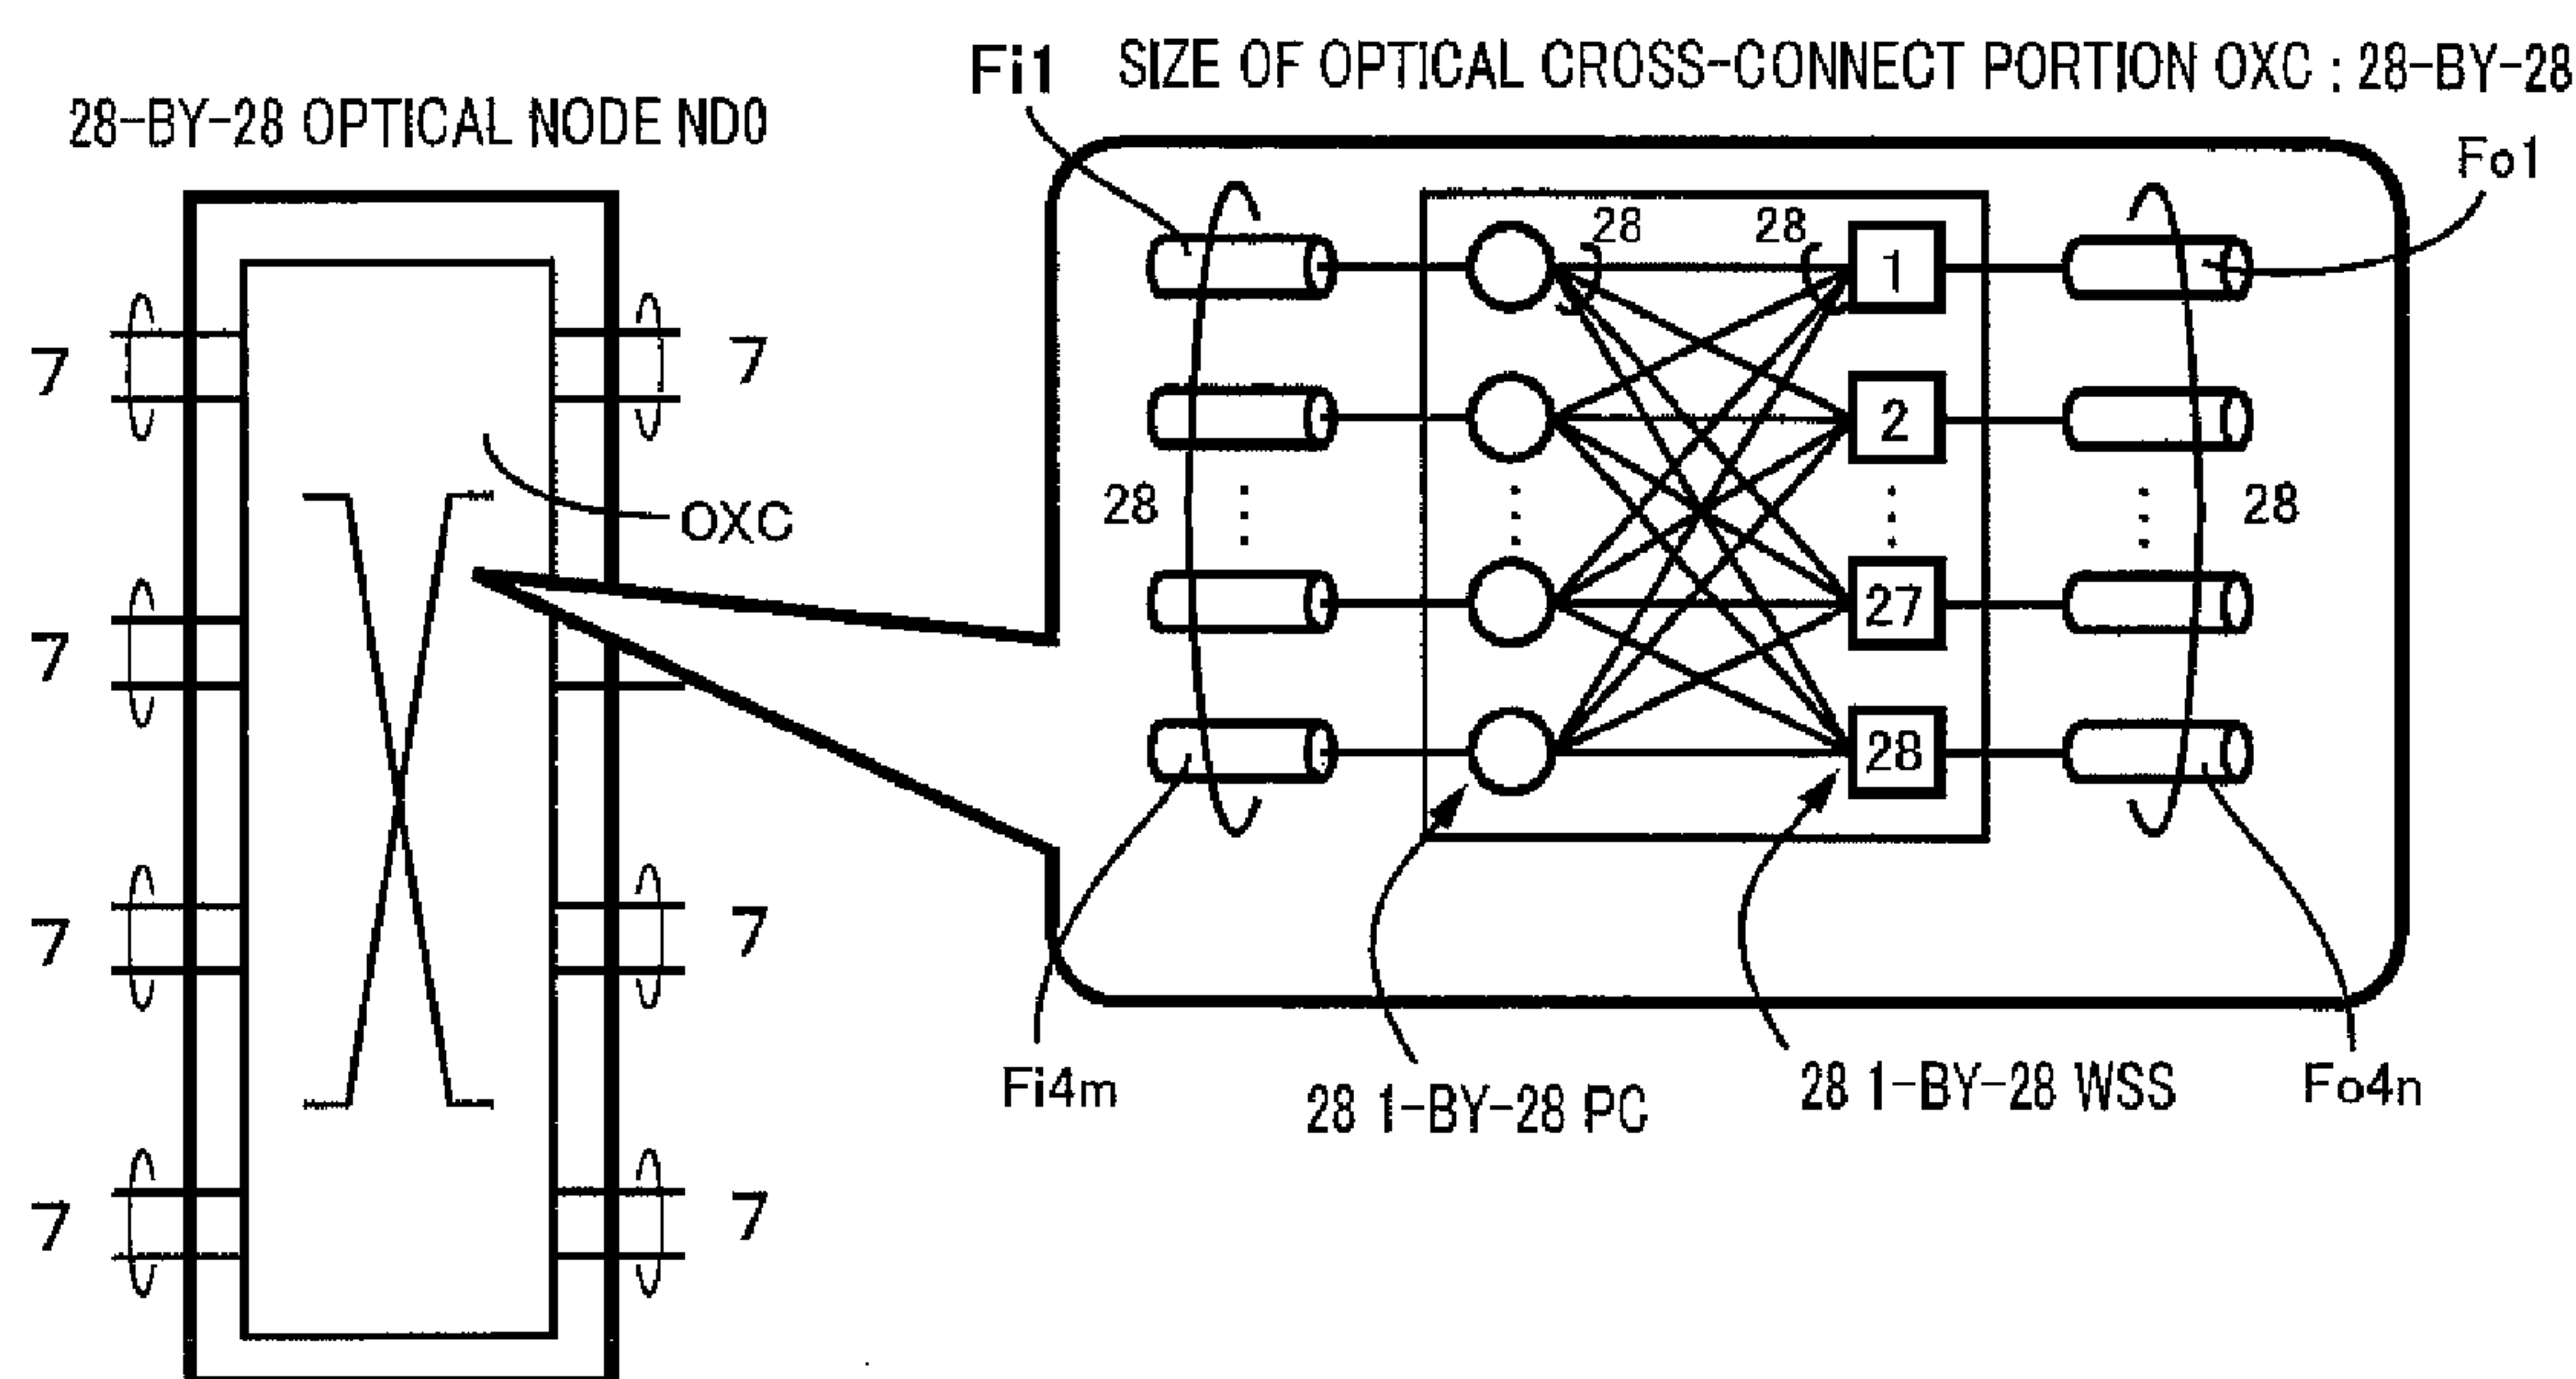 28-BY-28 OPTICAL NODE ND0
7
7
7
7
7
7
7
OXC
SIZE OF OPTICAL CROSS-CONNECT PORTION OXC : 28-BY-28
Fi1
Fo1
28
28
1
2
27
28
28
28
Fi4m
28 1-BY-28 PC
28 1-BY-28 WSS
Fo4n